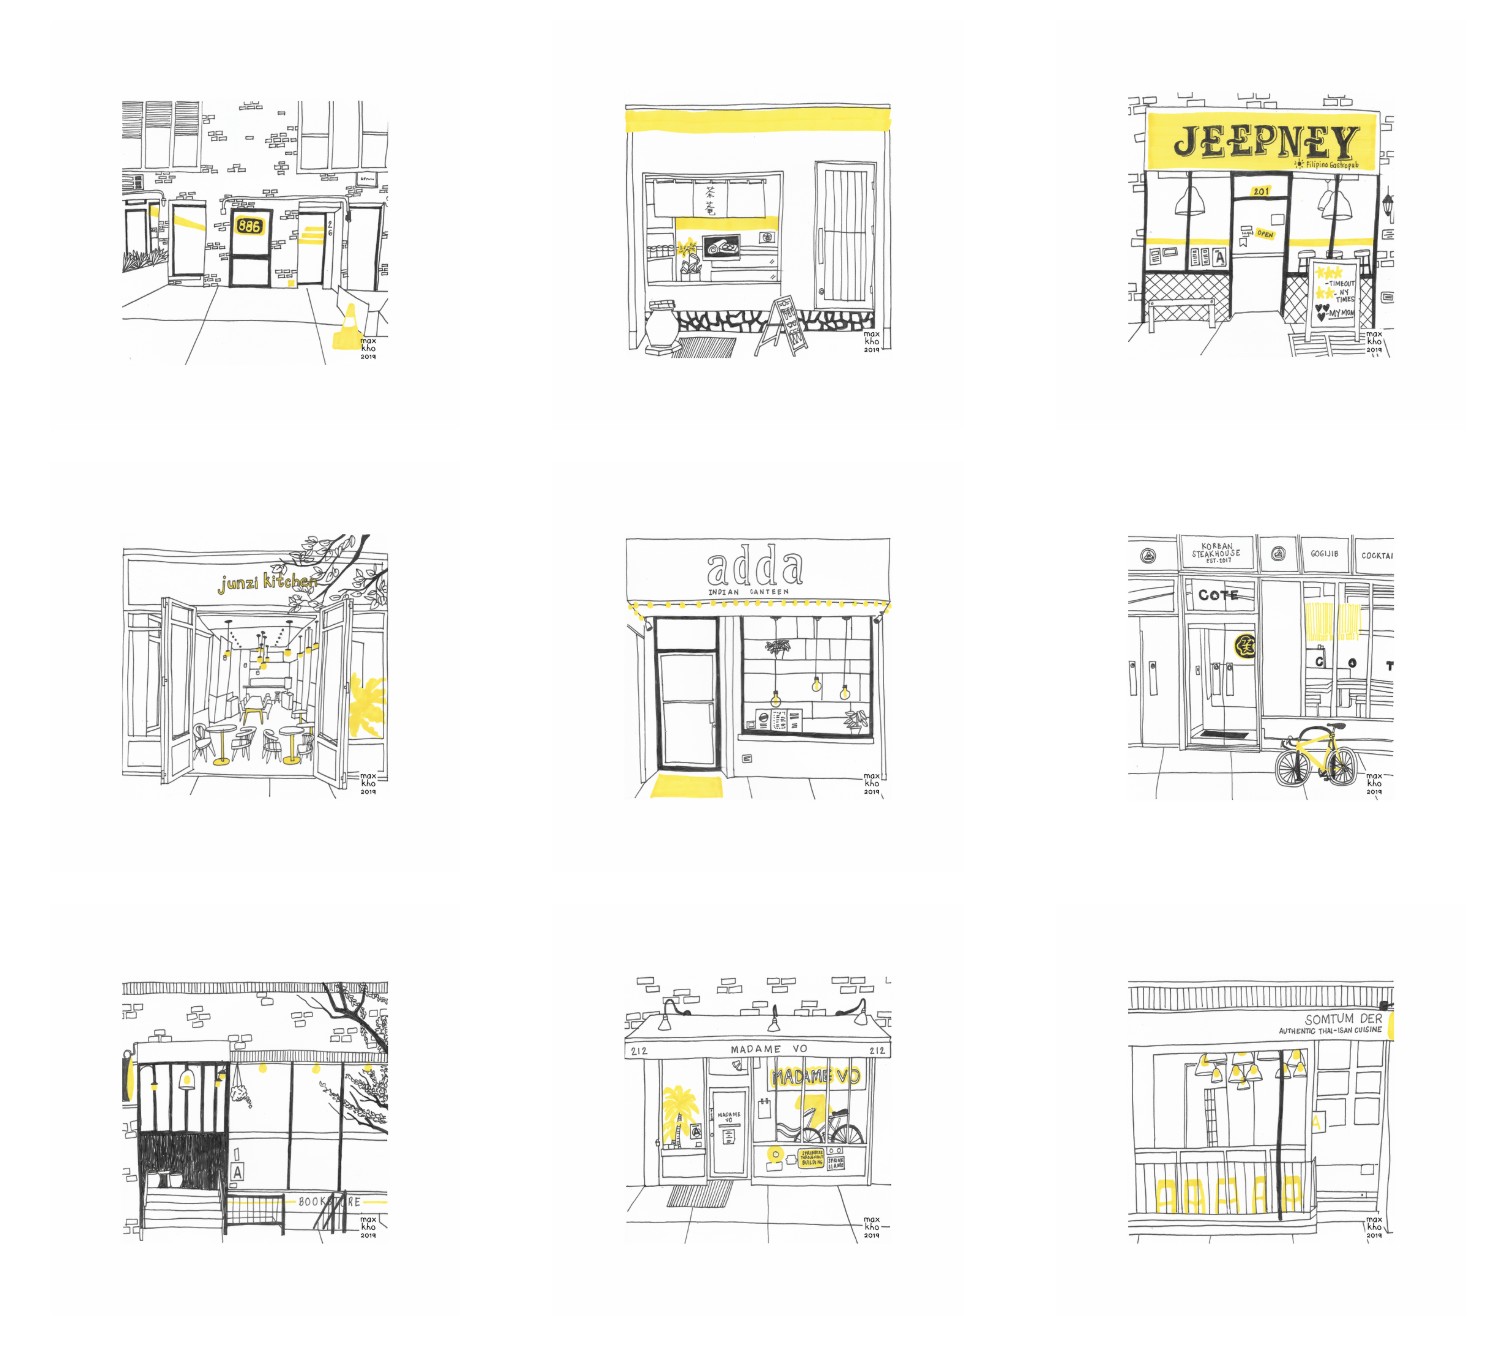 886
26
max
kho
2019
茶
菴
max
kho
2019
JEEPNEY
Filipino Gastropub
201
OPEN
A
-TIMEOUT
-NY
TIMES
-MY MOM
max
kho
2019
junzi kitchen
max
kho
2019
adda
INDIAN CANTEEN
max
kho
2019
KOREAN
STEAKHOUSE
EST. 2017
GOGIJIB
COCKTAI
COTE
C O T
max
kho
2019
A
BOOKSTORE
max
kho
2019
212 MADAME VO 212
MADAME VO
MADAME
VO
A
max
kho
2019
SOMTUM DER
AUTHENTIC THAI-ISAN CUISINE
A
max
kho
2019